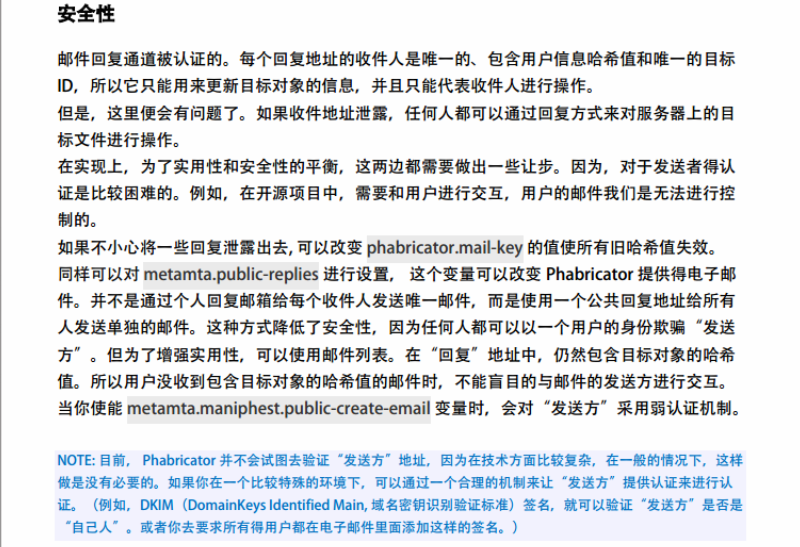 安全性
邮件回复通道被认证的。每个回复地址的收件人是唯一的、包含用户信息哈希值和唯一的目标
ID，所以它只能用来更新目标对象的信息，并且只能代表收件人进行操作。
但是，这里便会有问题了。如果收件地址泄露，任何人都可以通过回复方式来对服务器上的目
标文件进行操作。
在实现上，为了实用性和安全性的平衡，这两边都需要做出一些让步。因为，对于发送者得认
证是比较困难的。例如，在开源项目中，需要和用户进行交互，用户的邮件我们是无法进行控
制的。
如果不小心将一些回复泄露出去, 可以改变 phabricator.mail-key 的值使所有旧哈希值失效。
同样可以对 metamta.public-replies 进行设置， 这个变量可以改变 Phabricator 提供得电子邮
件。并不是通过个人回复邮箱给每个收件人发送唯一邮件，而是使用一个公共回复地址给所有
人发送单独的邮件。这种方式降低了安全性，因为任何人都可以以一个用户的身份欺骗“发送
方”。但为了增强实用性，可以使用邮件列表。在“回复”地址中，仍然包含目标对象的哈希
值。所以用户没收到包含目标对象的哈希值的邮件时，不能盲目的与邮件的发送方进行交互。
当你使能 metamta.maniphest.public-create-email 变量时，会对“发送方”采用弱认证机制。
NOTE: 目前， Phabricator 并不会试图去验证“发送方”地址，因为在技术方面比较复杂，在一般的情况下，这样
做是没有必要的。如果你在一个比较特殊的环境下，可以通过一个合理的机制来让“发送方”提供认证来进行认
证。（例如，DKIM（DomainKeys Identified Main, 域名密钥识别验证标准）签名，就可以验证“发送方”是否是
“自己人”。或者你去要求所有得用户都在电子邮件里面添加这样的签名。）